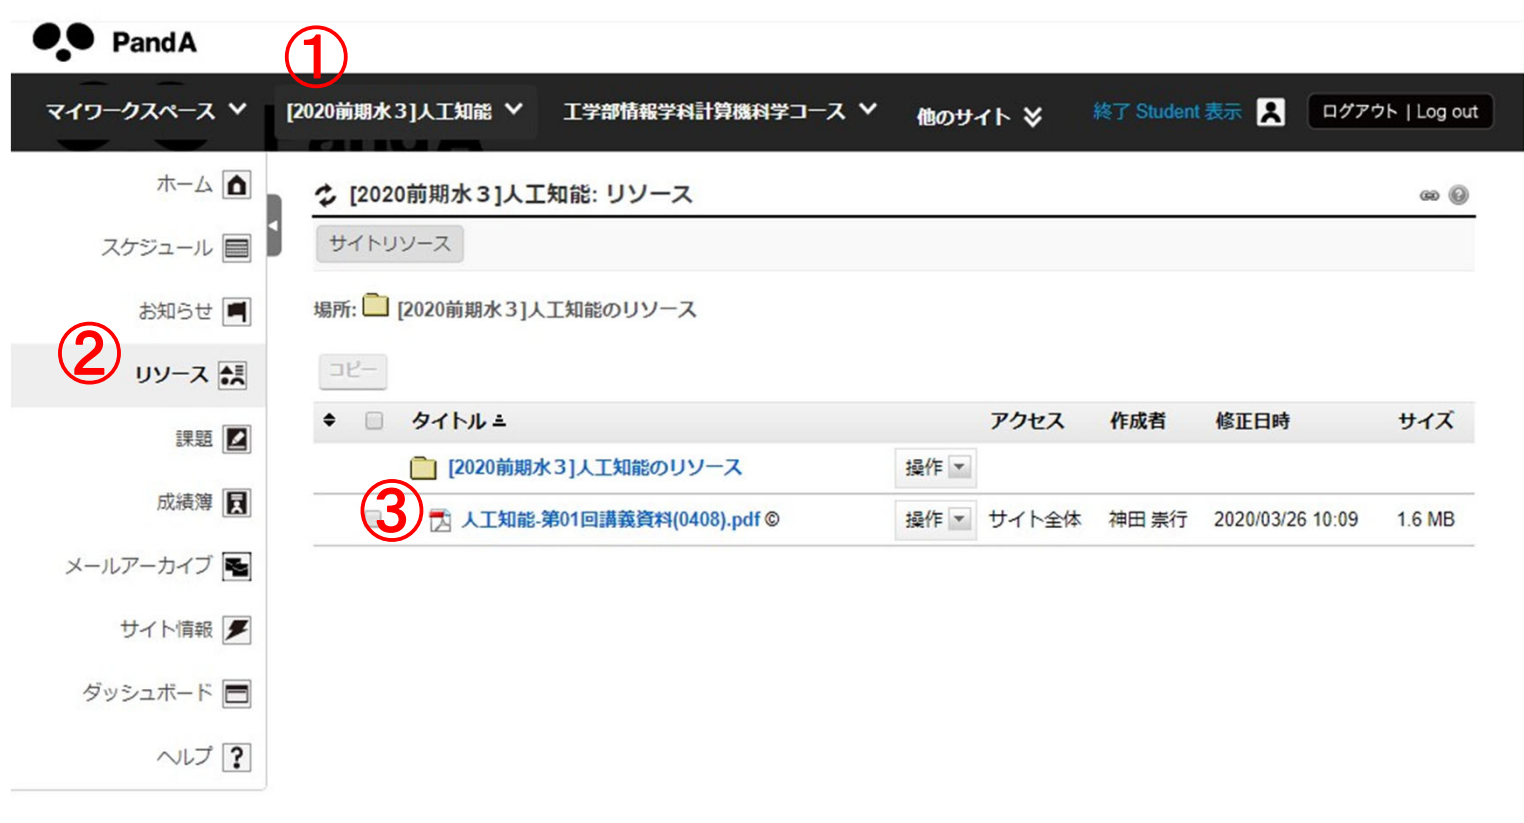 PandA
①
マイワークスペース [2020前期水3]人工知能 工学部情報学科計算機科学コース 他のサイト 終了 Student 表示 ログアウト | Log out
ホーム
スケジュール
お知らせ
②
リソース
課題
成績簿
メールアーカイブ
サイト情報
ダッシュボード
ヘルプ
[2020前期水3]人工知能: リソース
サイトリソース
場所: [2020前期水3]人工知能のリソース
コピー
タイトル アクセス 作成者 修正日時 サイズ
[2020前期水3]人工知能のリソース 操作
③ 人工知能-第01回講義資料(0408).pdf © 操作 サイト全体 神田 崇行 2020/03/26 10:09 1.6 MB